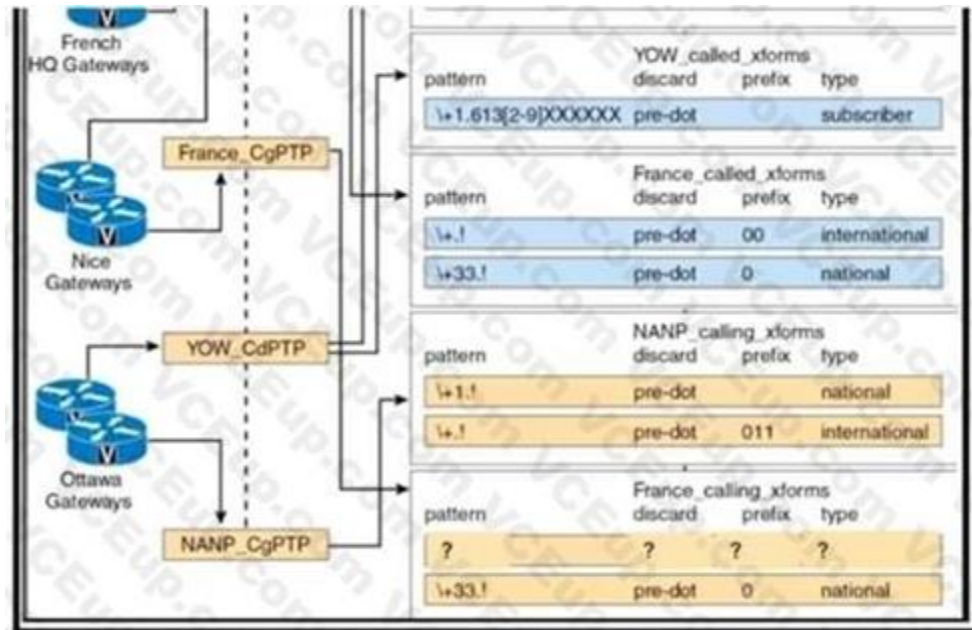 French
HQ Gateways
YOW_called_xforms
pattern discard prefix type
\+1.613[2-9]XXXXXX pre-dot subscriber
France_CgPTP
France_called_xforms
pattern discard prefix type
\+.! pre-dot 00 international
\+33.! pre-dot 0 national
Nice
Gateways
YOW_CdPTP
NANP_calling_xforms
pattern discard prefix type
\+1.! pre-dot national
\+.! pre-dot 011 international
Ottawa
Gateways
NANP_CgPTP
France_calling_xforms
pattern discard prefix type
? ? ? ?
\+33.! pre-dot 0 national
V
V
V
VCEup.com